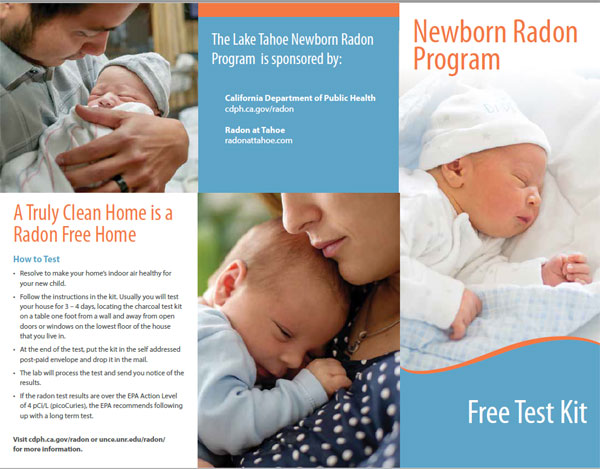 The Lake Tahoe Newborn Radon
Program is sponsored by:
California Department of Public Health
cdph.ca.gov/radon
Radon at Tahoe
radonattahoe.com
Newborn Radon
Program
A Truly Clean Home is a
Radon Free Home
How to Test
• Resolve to make your home's indoor air healthy for
your new child.
• Follow the instructions in the kit. Usually you will test
your house for 3 – 4 days, locating the charcoal test kit
on a table one foot from a wall and away from open
doors or windows on the lowest floor of the house
that you live in.
• At the end of the test, put the kit in the self addressed
post-paid envelope and drop it in the mail.
• The lab will process the test and send you notice of the
results.
• If the radon test results are over the EPA Action Level
of 4 pCi/L (picoCuries), the EPA recommends following
up with a long term test.
Visit cdph.ca.gov/radon or unce.unr.edu/radon/
for more information.
Free Test Kit